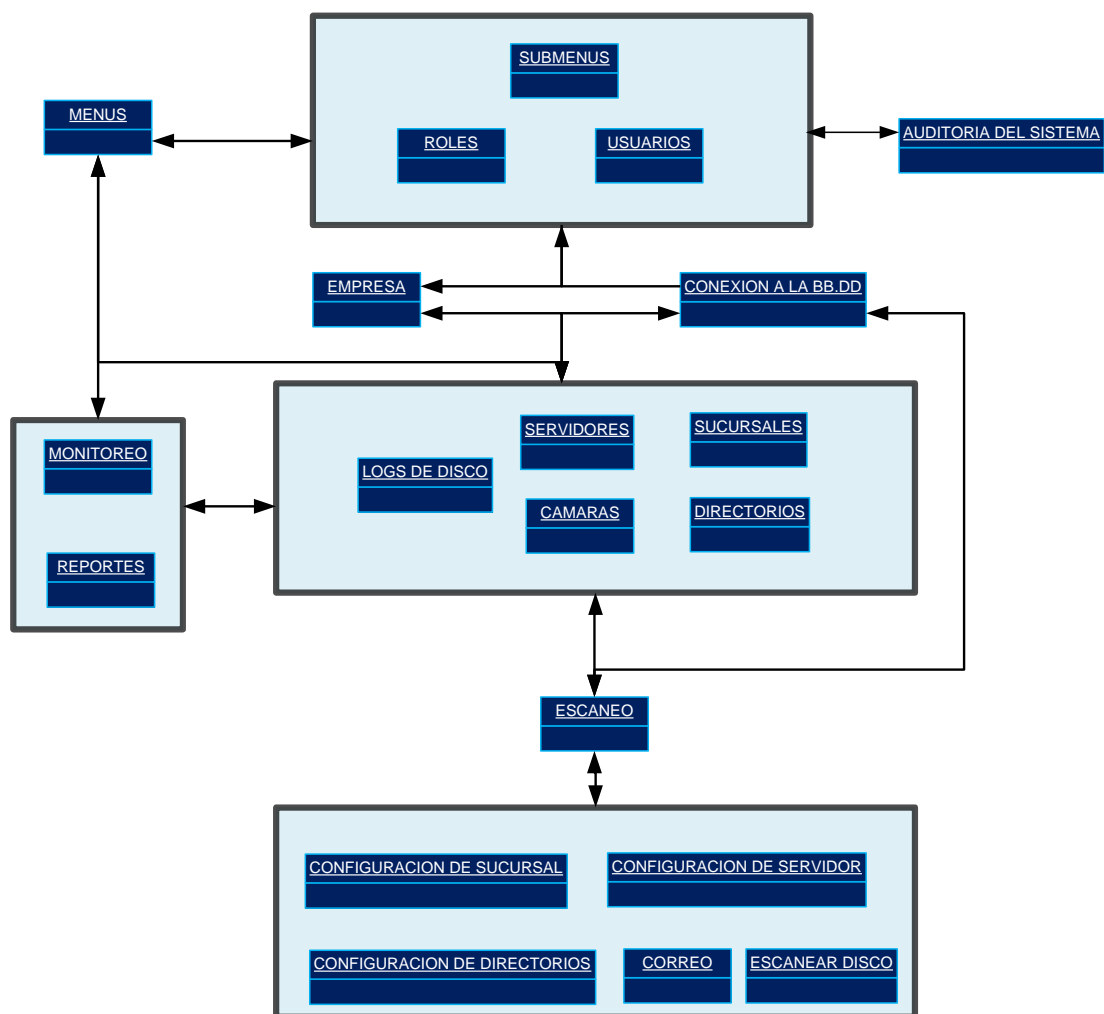 SUBMENUS
MENUS
AUDITORIA DEL SISTEMA
ROLES
USUARIOS
EMPRESA
CONEXION A LA BB.DD
SERVIDORES
SUCURSALES
MONITOREO
LOGS DE DISCO
CAMARAS
DIRECTORIOS
REPORTES
ESCANEO
CONFIGURACION DE SUCURSAL
CONFIGURACION DE SERVIDOR
CONFIGURACION DE DIRECTORIOS
CORREO
ESCANEAR DISCO